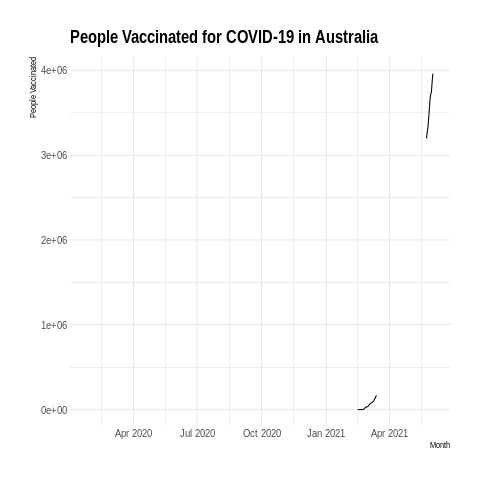 People Vaccinated for COVID-19 in Australia
People Vaccinated
4e+06
3e+06
2e+06
1e+06
0e+00
Apr 2020 Jul 2020 Oct 2020 Jan 2021 Apr 2021
Month